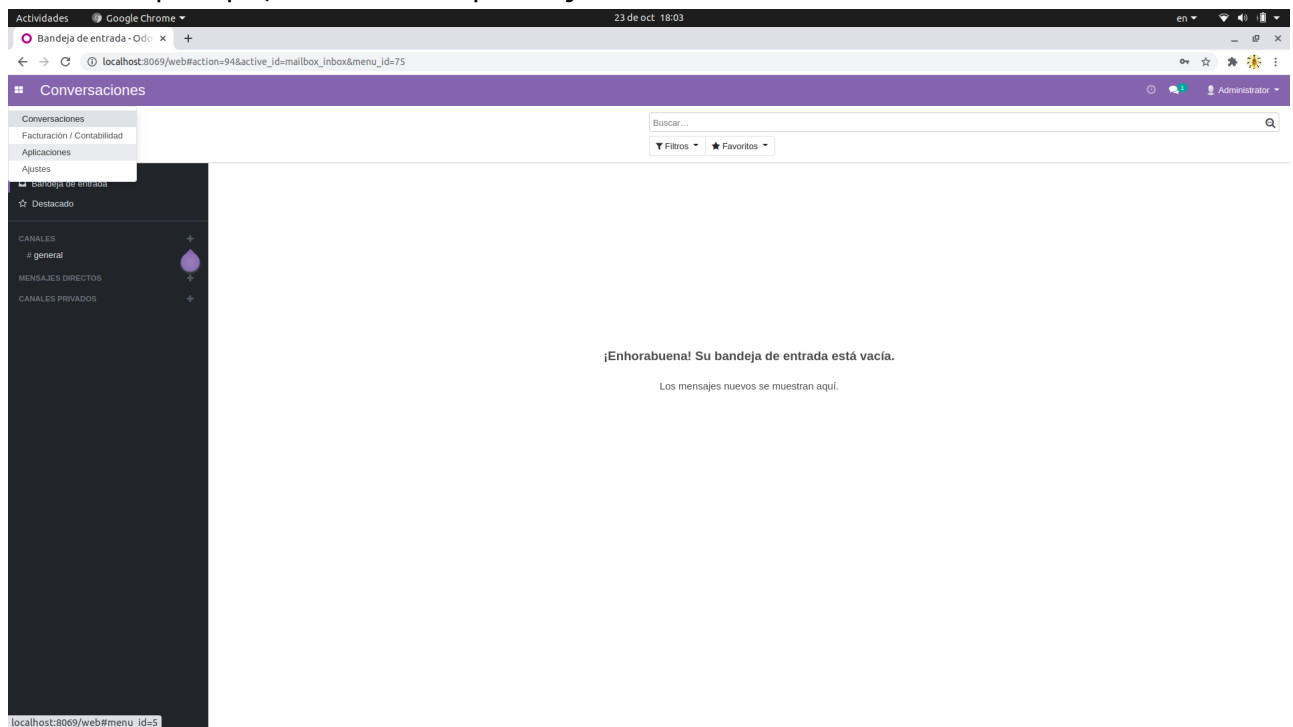 Actividades Google Chrome 23 de oct 18:03 en
Bandeja de entrada - Odo × +
localhost:8069/web#action=94&active_id=mailbox_inbox&menu_id=75
Conversaciones 1 Administrator
Conversaciones
Facturación / Contabilidad
Aplicaciones
Ajustes
Buscar...
Filtros Favoritos
Bandeja de entrada
Destacado
CANALES +
# general
MENSAJES DIRECTOS +
CANALES PRIVADOS +
¡Enhorabuena! Su bandeja de entrada está vacía.
Los mensajes nuevos se muestran aquí.
localhost:8069/web#menu_id=5